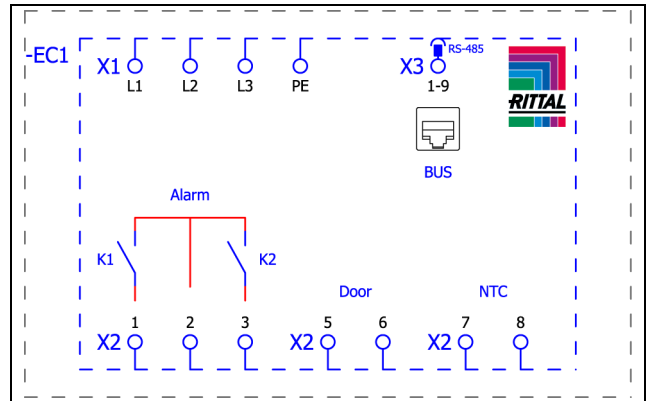 -EC1
X1
L1
L2
L3
PE
X3
RS-485
1-9
RITTAL
BUS
Alarm
K1
K2
Door
NTC
X2
1
2
3
X2
5
6
X2
7
8